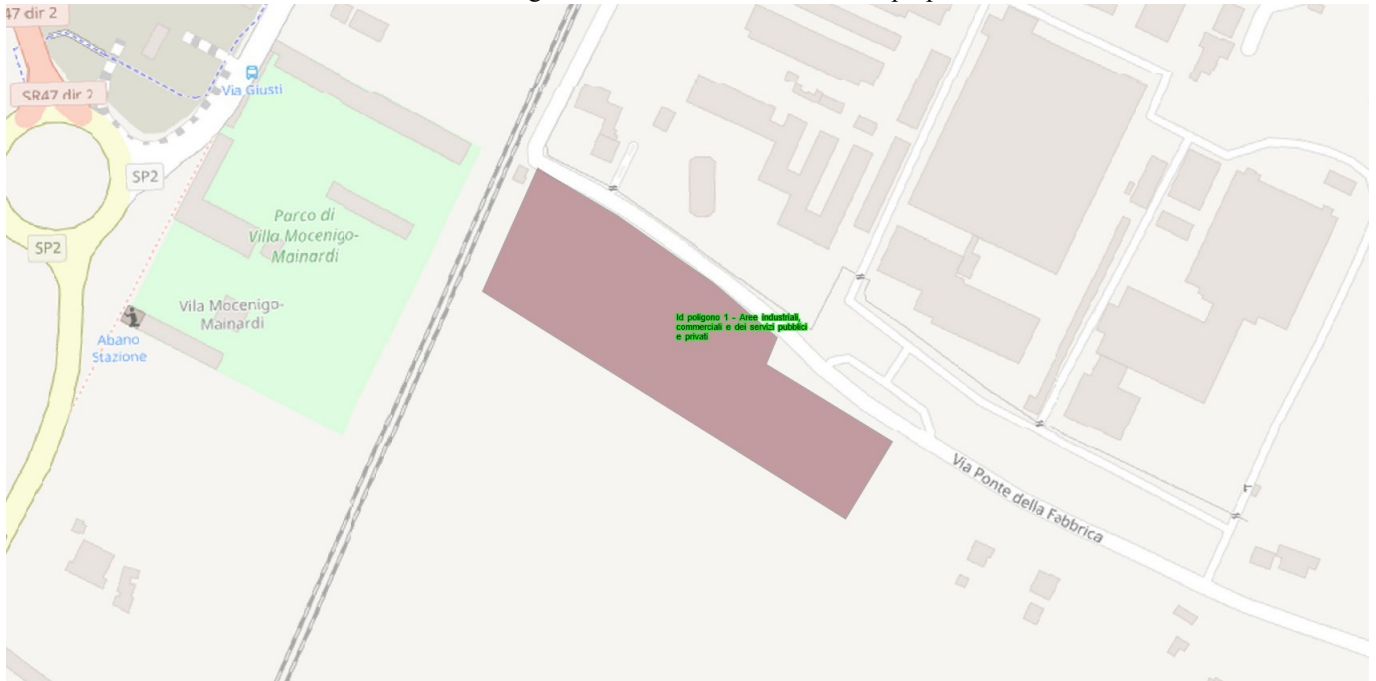 47 dir 2
SR47 dir 2
Via Giusti
SP2
SP2
Parco di
Villa Mocenigo-
Mainardi
Vila Mocenigo-
Mainardi
Abano
Stazione
Id poligono 1 - Aree industriali,
commerciali e dei servizi pubblici
e privati
Via Ponte della Fabbrica